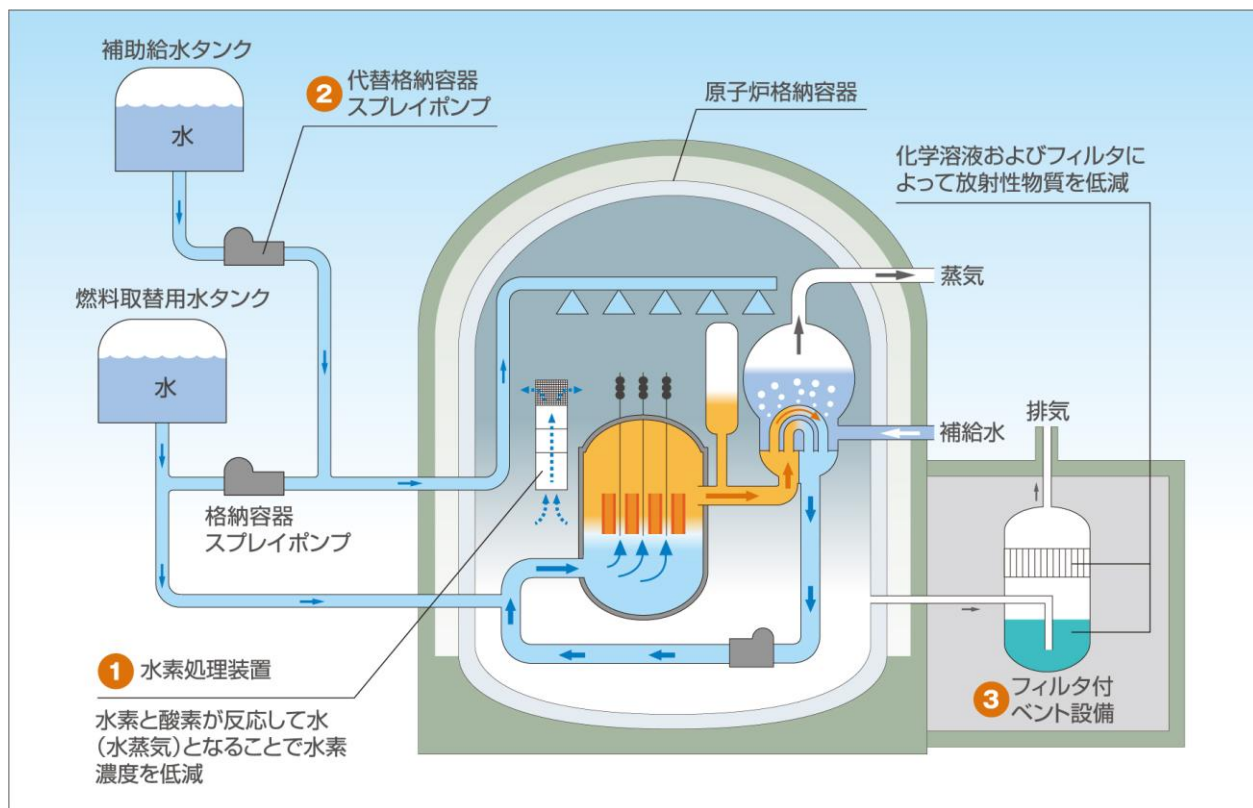 補助給水タンク
水
2 代替格納容器
スプレイポンプ
原子炉格納容器
化学溶液およびフィルタに
よって放射性物質を低減
蒸気
燃料取替用水タンク
水
排気
補給水
格納容器
スプレイポンプ
1 水素処理装置
水素と酸素が反応して水
（水蒸気）となることで水素
濃度を低減
3 フィルタ付
ベント設備